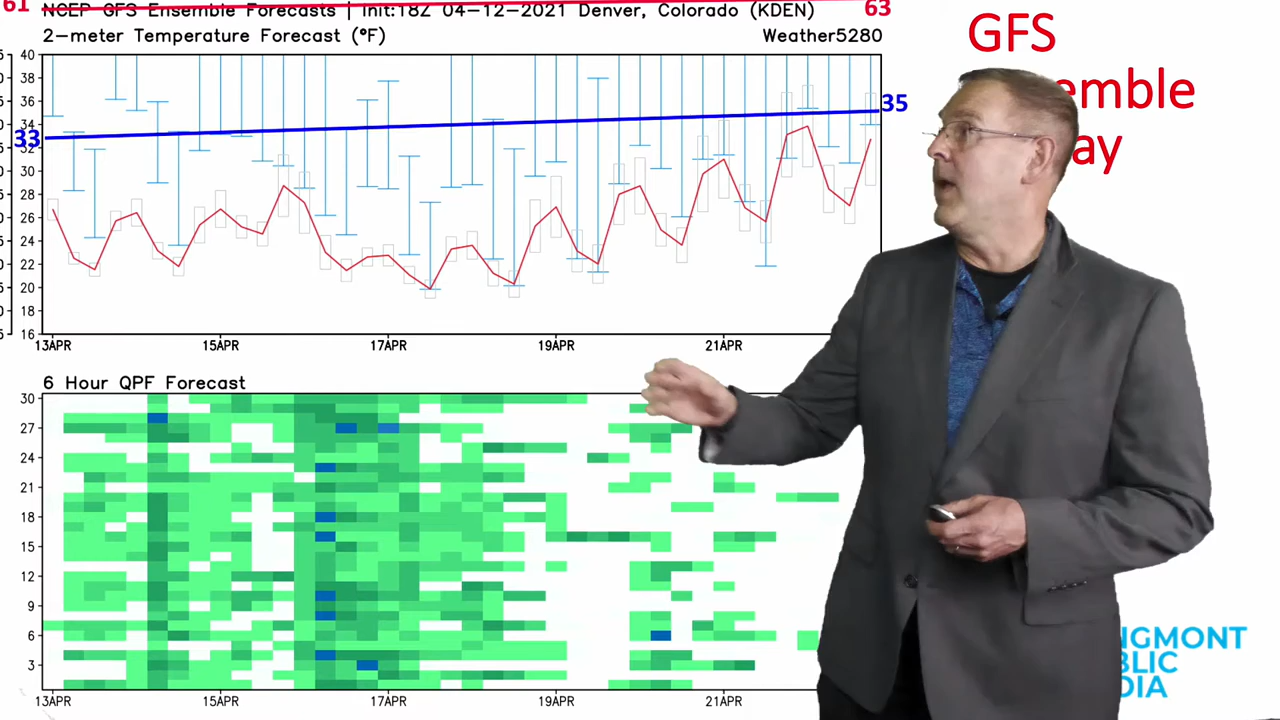 61
NCEP GFS Ensemble Forecasts | Init:18Z 04-12-2021 Denver, Colorado (KDEN)
63
GFS
2-meter Temperature Forecast (°F)
Weather5280
emble
ay
40
38
36
34
33
32
30
28
26
24
22
20
18
16
35
13APR
15APR
17APR
19APR
21APR
6 Hour QPF Forecast
30
27
24
21
18
15
12
9
6
3
13APR
15APR
17APR
19APR
21APR
NGMONT
BLIC
DIA